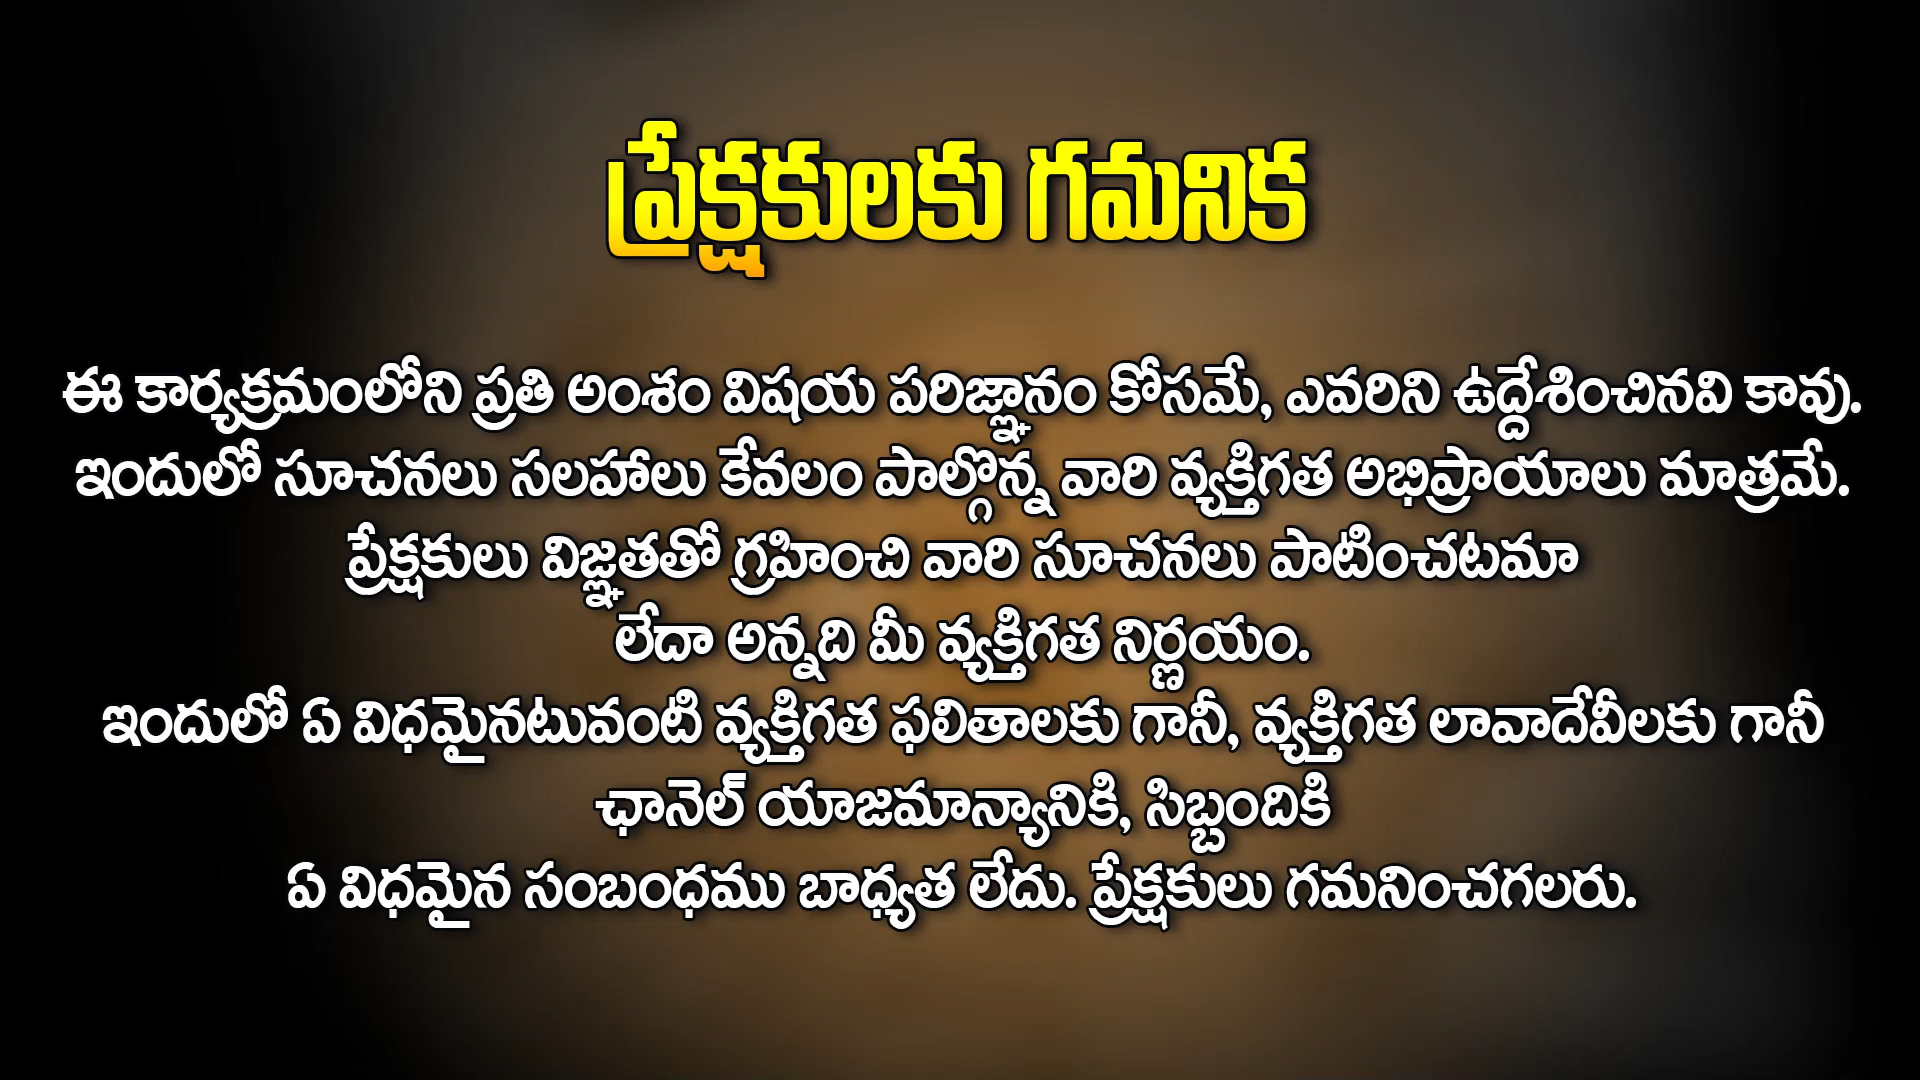 ప్రేక్షకులకు గమనిక
ఈ కార్యక్రమంలోని ప్రతి అంశం విషయ పరిజ్ఞానం కోసమే, ఎవరిని ఉద్దేశించినవి కావు.
ఇందులో సూచనలు సలహాలు కేవలం పాల్గొన్న వారి వ్యక్తిగత అభిప్రాయాలు మాత్రమే.
ప్రేక్షకులు విజ్ఞతతో గ్రహించి వారి సూచనలు పాటించటమా
లేదా అన్నది మీ వ్యక్తిగత నిర్ణయం.
ఇందులో ఏ విధమైనటువంటి వ్యక్తిగత ఫలితాలకు గానీ, వ్యక్తిగత లావాదేవీలకు గానీ
ఛానెల్ యాజమాన్యానికి, సిబ్బందికి
ఏ విధమైన సంబంధము బాధ్యత లేదు. ప్రేక్షకులు గమనించగలరు.